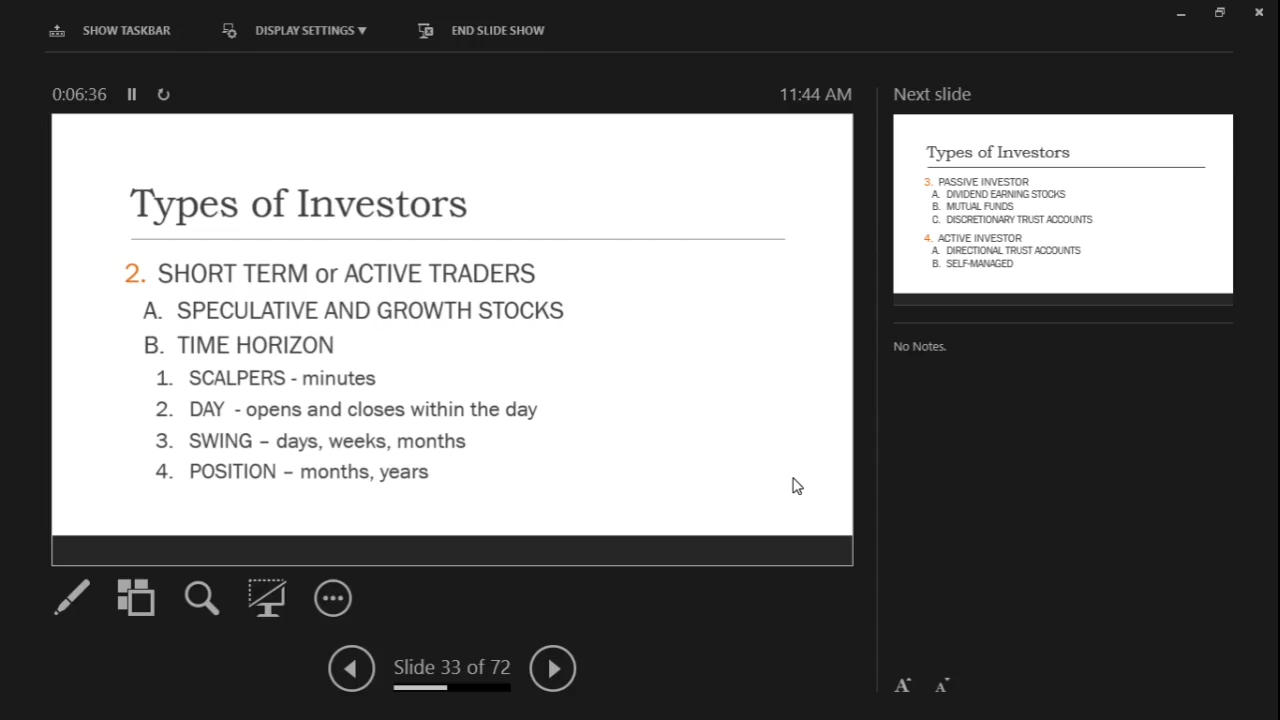 SHOW TASKBAR DISPLAY SETTINGS ▼ END SLIDE SHOW
0:06:36 11:44 AM
Types of Investors
2. SHORT TERM or ACTIVE TRADERS
A. SPECULATIVE AND GROWTH STOCKS
B. TIME HORIZON
1. SCALPERS - minutes
2. DAY - opens and closes within the day
3. SWING – days, weeks, months
4. POSITION – months, years
Slide 33 of 72
Next slide
Types of Investors
3. PASSIVE INVESTOR
A. DIVIDEND EARNING STOCKS
B. MUTUAL FUNDS
C. DISCRETIONARY TRUST ACCOUNTS
4. ACTIVE INVESTOR
A. DIRECTIONAL TRUST ACCOUNTS
B. SELF-MANAGED
No Notes.
A A